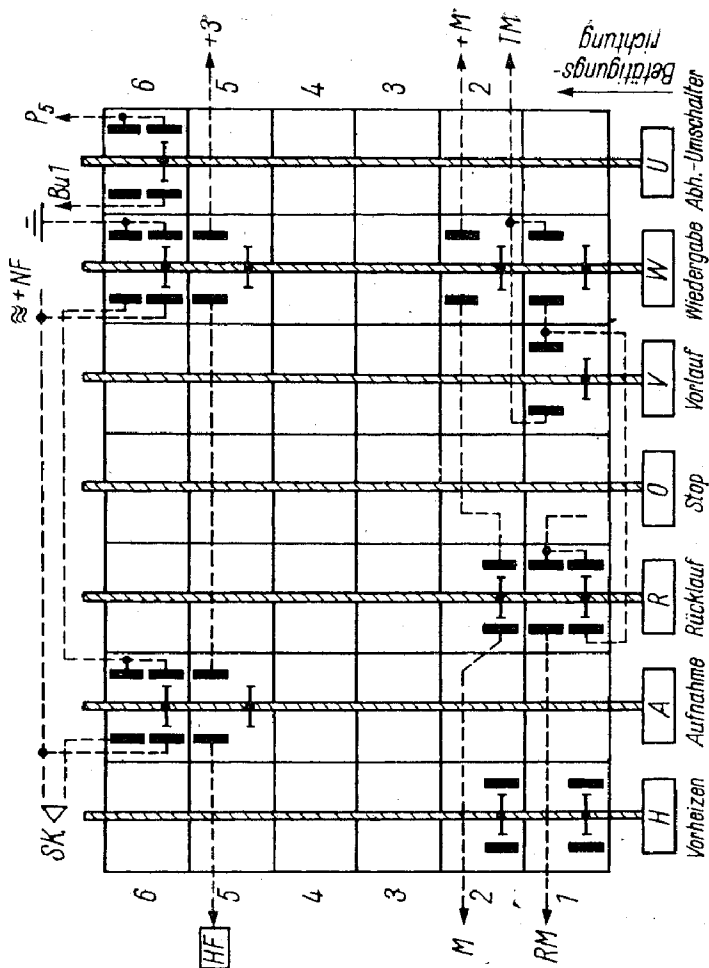 SK
≈ + NF
Bu 1
P5
6
6
HF
5
5
+3
4
4
3
3
M
2
2
+M
RM
1
TM
Betätigungs-
richtung
H
A
R
O
V
W
U
Vorheizen
Aufnahme
Rücklauf
Stop
Vorlauf
Wiedergabe
Abh.-Umschalter